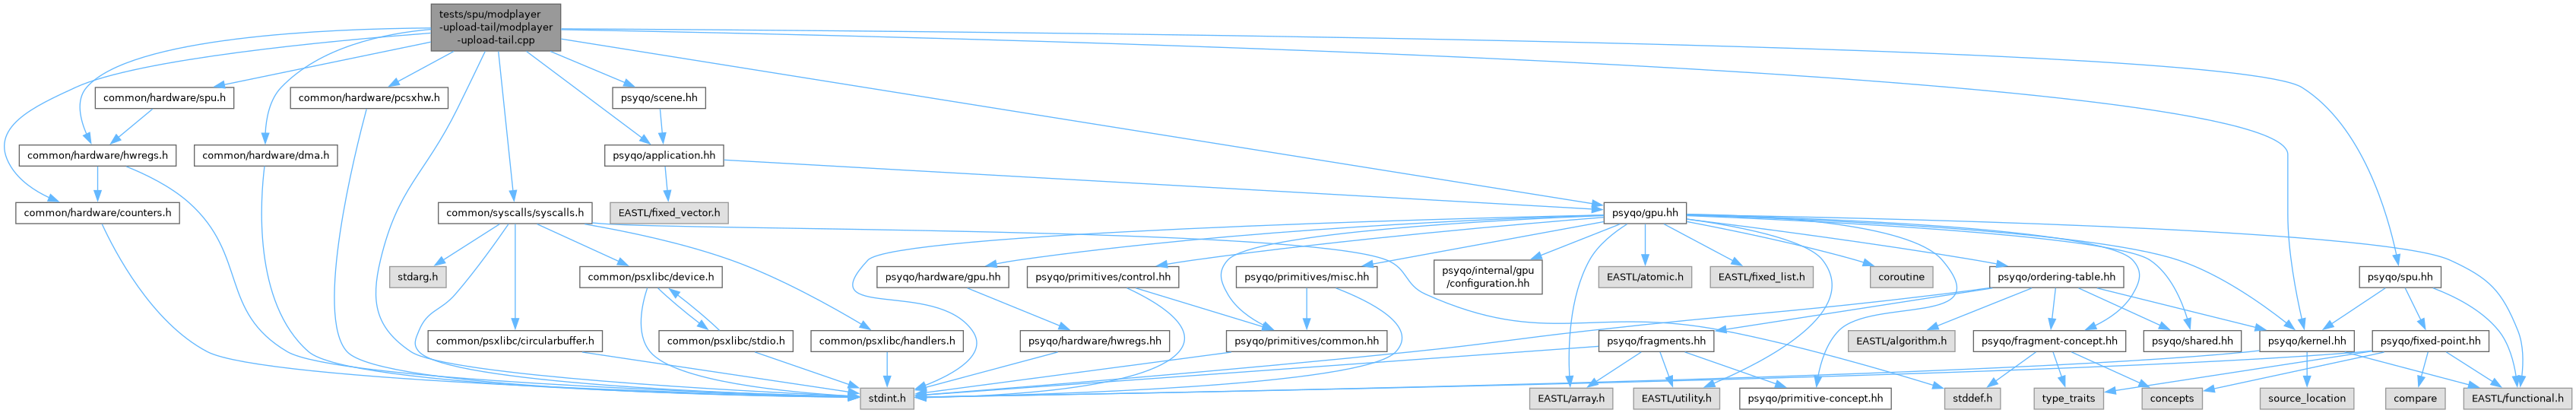 tests/spu/modplayer
-upload-tail/modplayer
-upload-tail.cpp
common/hardware/spu.h
common/hardware/pcsxhw.h
psyqo/scene.hh
common/hardware/hwregs.h
common/hardware/dma.h
psyqo/application.hh
common/hardware/counters.h
common/syscalls/syscalls.h
EASTL/fixed_vector.h
psyqo/gpu.hh
stdarg.h
common/psxlibc/device.h
psyqo/hardware/gpu.hh
psyqo/primitives/control.hh
psyqo/primitives/misc.hh
psyqo/internal/gpu
/configuration.hh
EASTL/atomic.h
EASTL/fixed_list.h
coroutine
psyqo/ordering-table.hh
psyqo/spu.hh
common/psxlibc/circularbuffer.h
common/psxlibc/stdio.h
common/psxlibc/handlers.h
psyqo/hardware/hwregs.hh
psyqo/primitives/common.hh
psyqo/fragments.hh
EASTL/algorithm.h
psyqo/fragment-concept.hh
psyqo/shared.hh
psyqo/kernel.hh
psyqo/fixed-point.hh
stdint.h
EASTL/array.h
EASTL/utility.h
psyqo/primitive-concept.hh
stddef.h
type_traits
concepts
source_location
compare
EASTL/functional.h